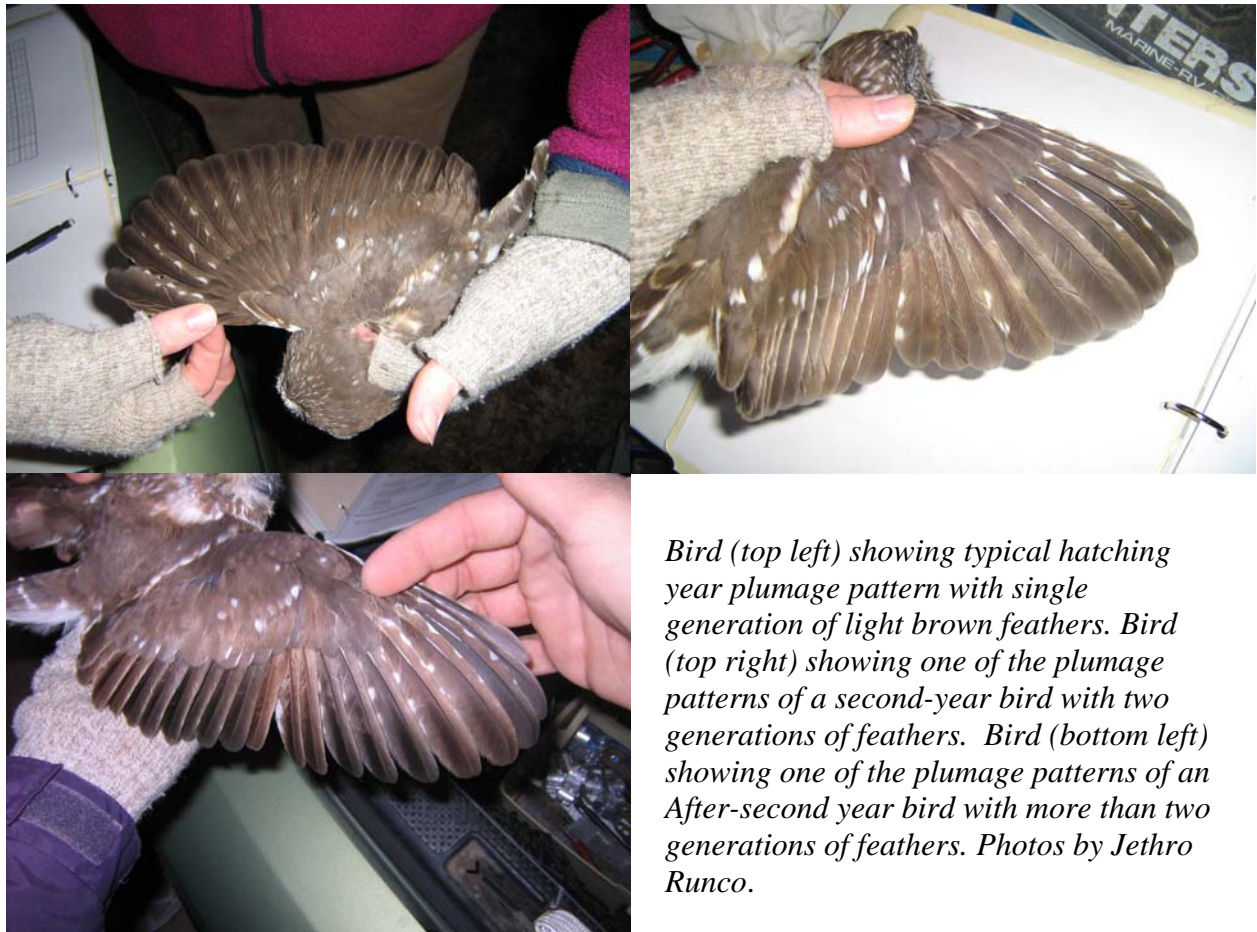 NTERS
MARINE-RV
Bird (top left) showing typical hatching
year plumage pattern with single
generation of light brown feathers. Bird
(top right) showing one of the plumage
patterns of a second-year bird with two
generations of feathers. Bird (bottom left)
showing one of the plumage patterns of an
After-second year bird with more than two
generations of feathers. Photos by Jethro
Runco.